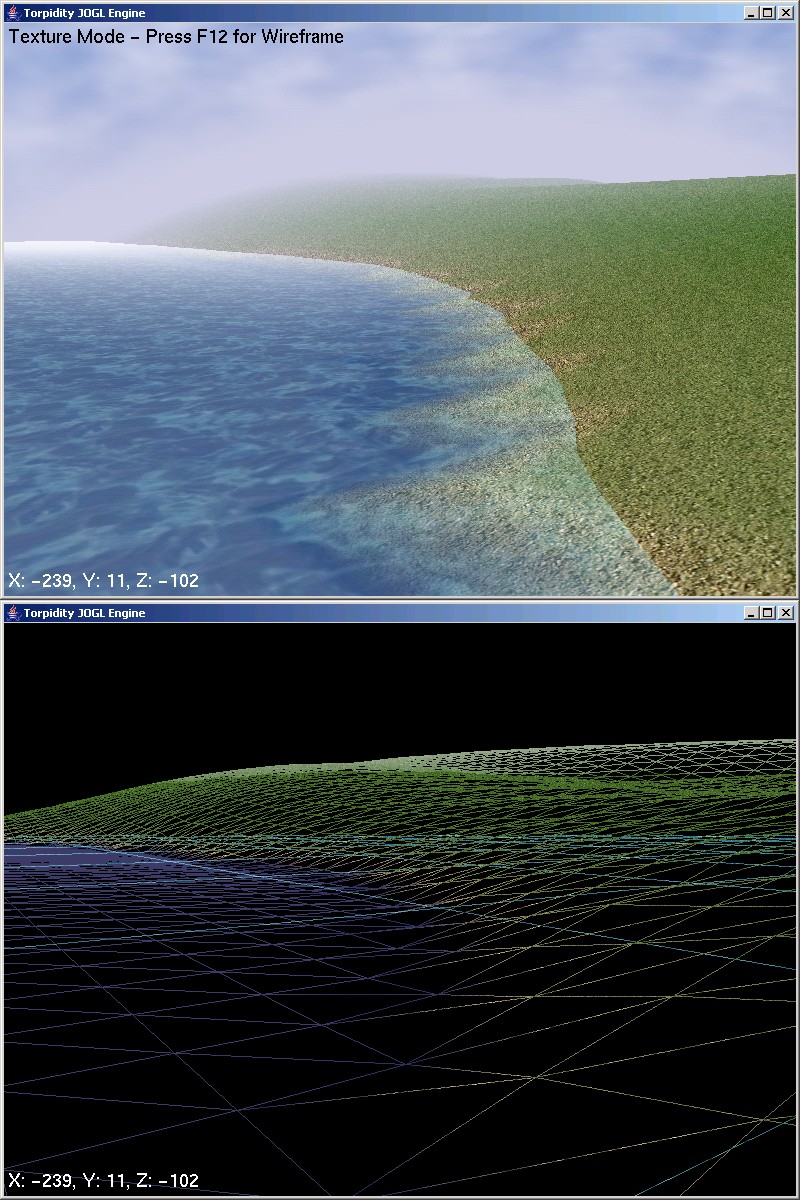 Torpidity JOGL Engine
Texture Mode – Press F12 for Wireframe
X: −239, Y: 11, Z: −102
Torpidity JOGL Engine
X: −239, Y: 11, Z: −102